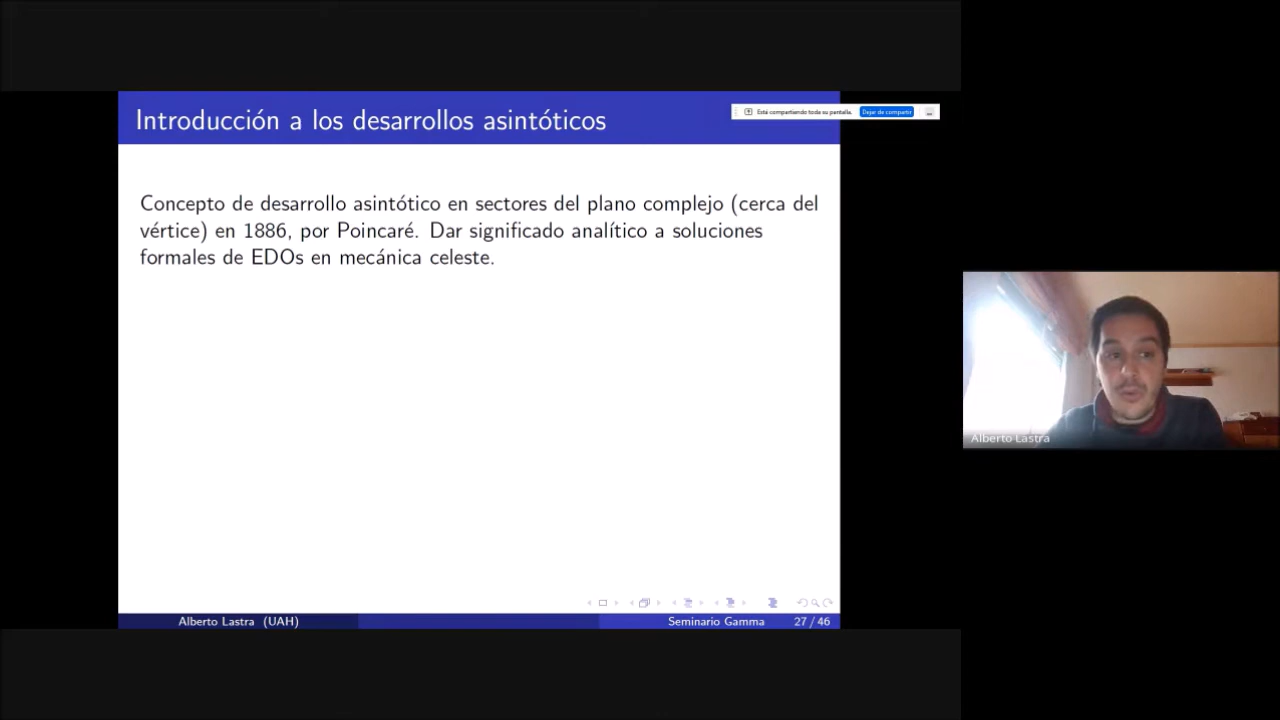 Introducción a los desarrollos asintóticos
Está compartiendo toda su pantalla. Dejar de compartir
Concepto de desarrollo asintótico en sectores del plano complejo (cerca del
vértice) en 1886, por Poincaré. Dar significado analítico a soluciones
formales de EDOs en mecánica celeste.
Alberto Lastra
Alberto Lastra (UAH) Seminario Gamma 27 / 46